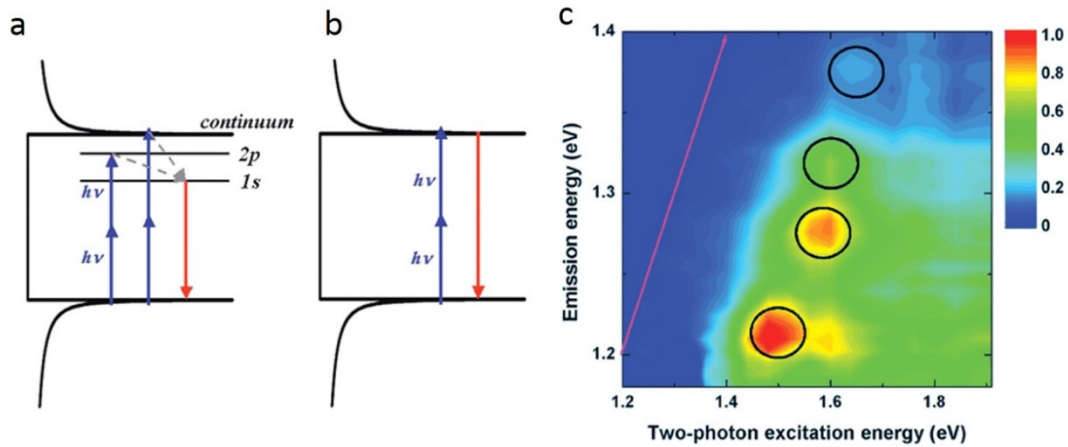 a
continuum
2p
1s
hν
hν
b
hν
hν
c
Emission energy (eV)
1.4
1.3
1.2
1.2
1.4
1.6
1.8
Two-photon excitation energy (eV)
1.0
0.8
0.6
0.4
0.2
0